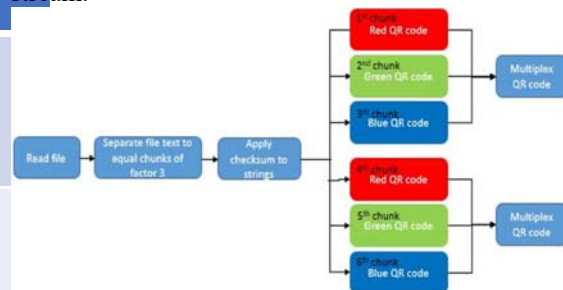 Read file
Separate file text to
equal chunks of
factor 3
Apply
checksum to
strings
1st chunk
Red QR code
2nd chunk
Green QR code
3rd chunk
Blue QR code
Multiplex
QR code
4th chunk
Red QR code
5th chunk
Green QR code
6th chunk
Blue QR code
Multiplex
QR code